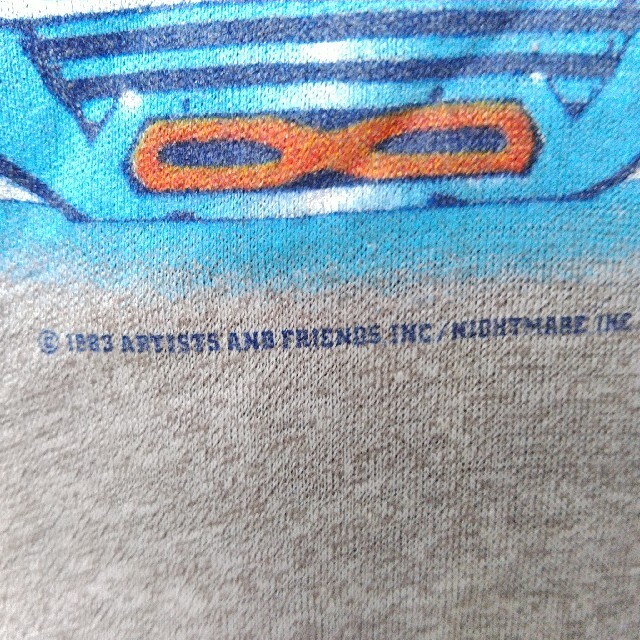 © 1983 ARTISTS AND FRIENDS INC/NIGHTMARE INC